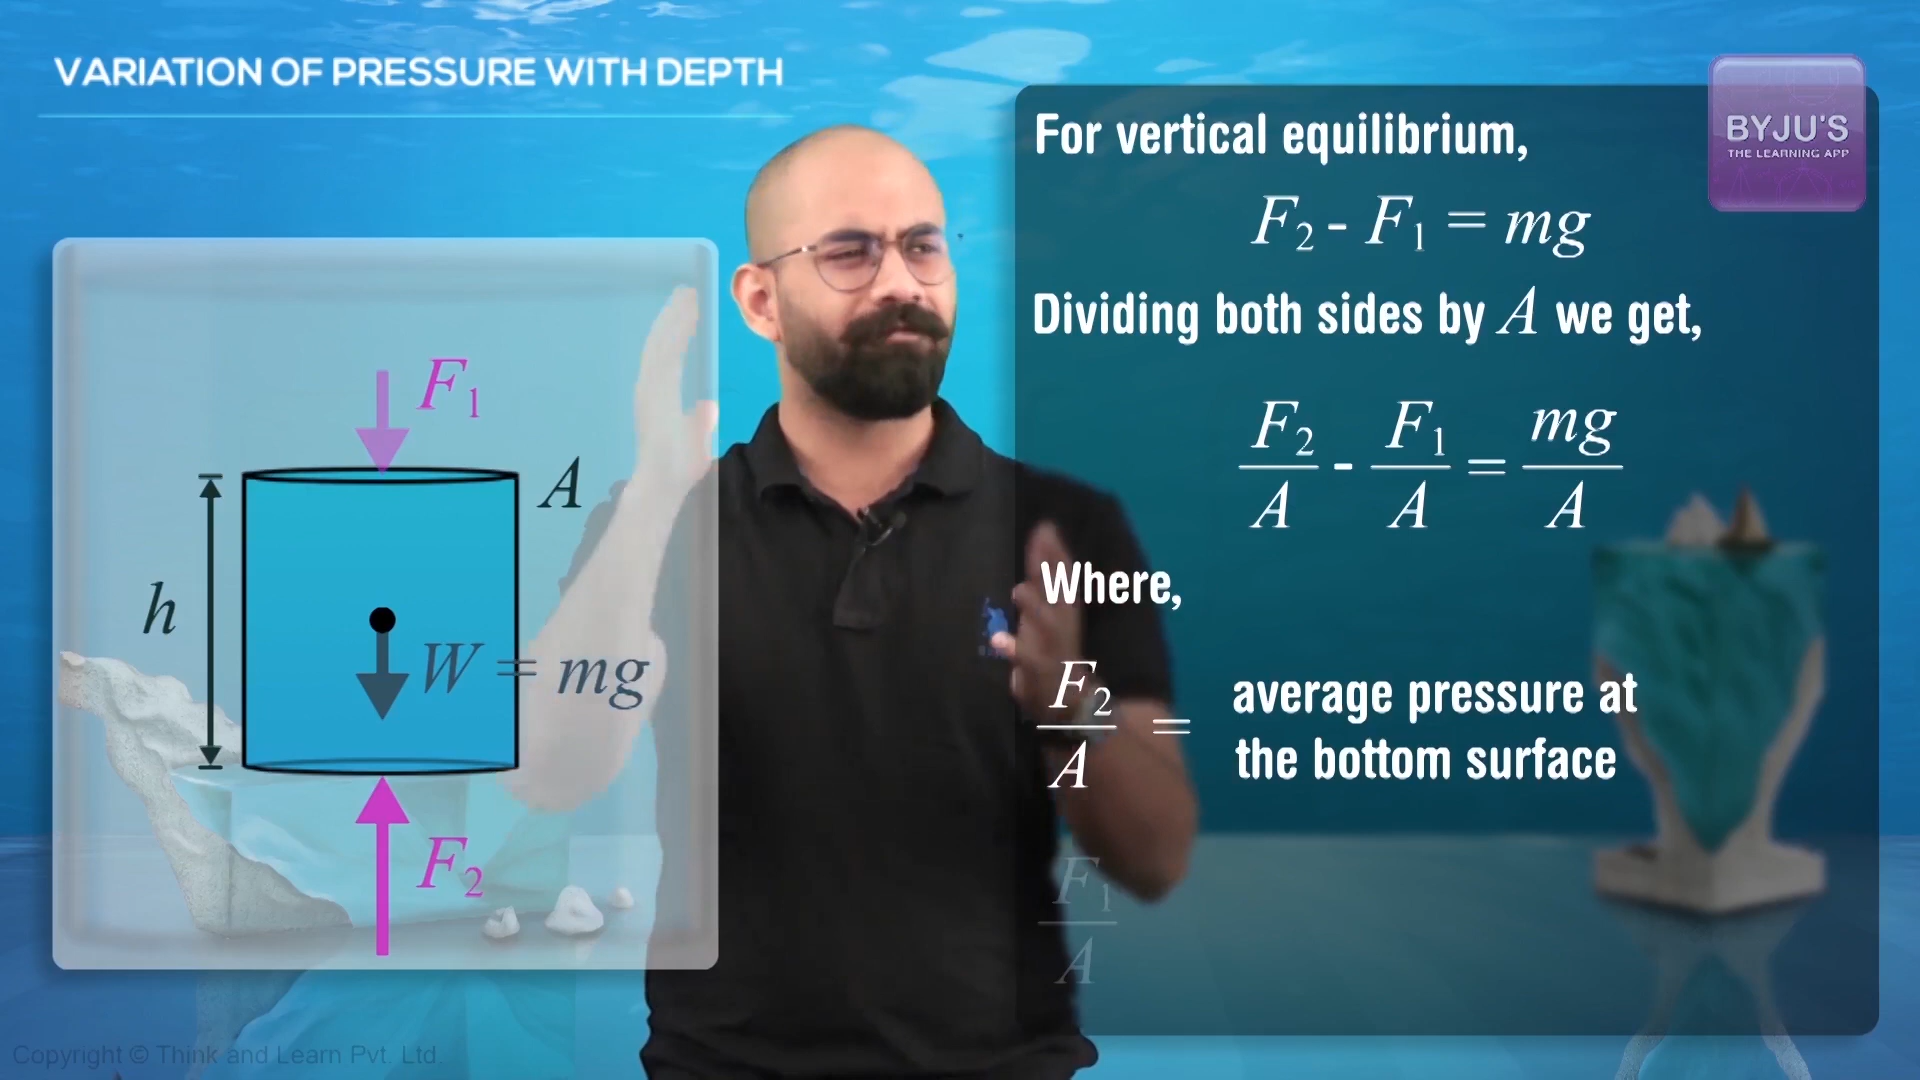 VARIATION OF PRESSURE WITH DEPTH
BYJU'S
THE LEARNING APP
F₁
A
h
W = mg
F₂
For vertical equilibrium,
F₂ - F₁ = mg
Dividing both sides by A we get,
F₂/A - F₁/A = mg/A
Where,
F₂/A = average pressure at
the bottom surface
F₁/A
Copyright © Think and Learn Pvt. Ltd.